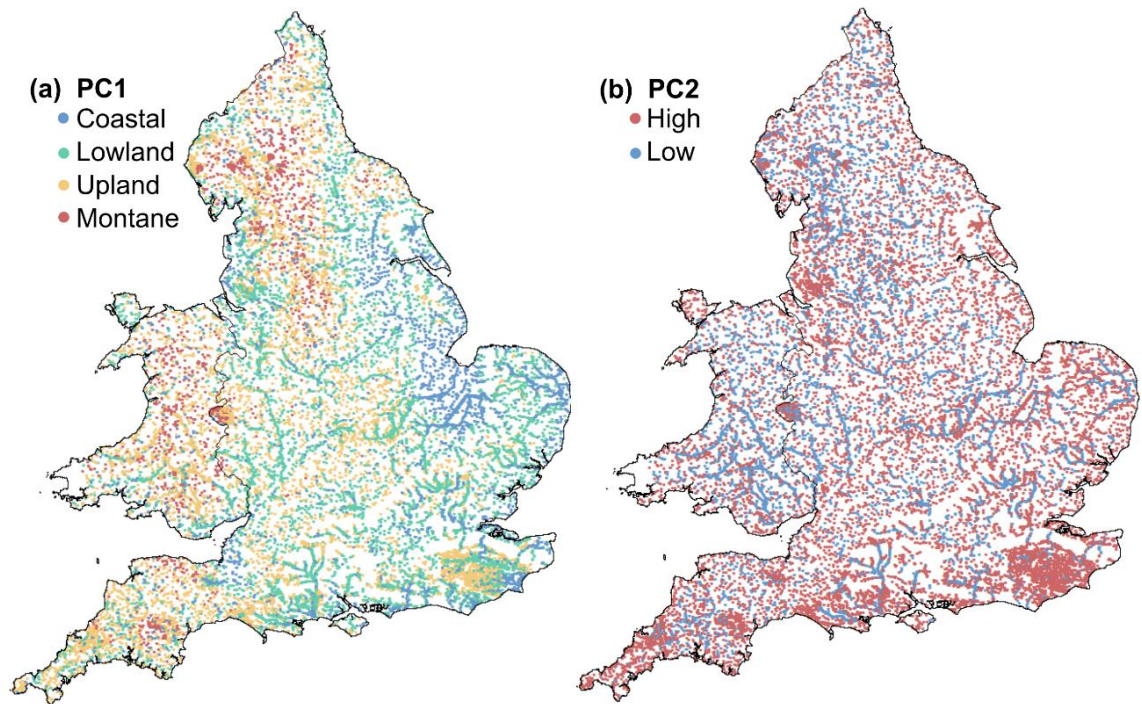 (a) PC1
Coastal
Lowland
Upland
Montane
(b) PC2
High
Low